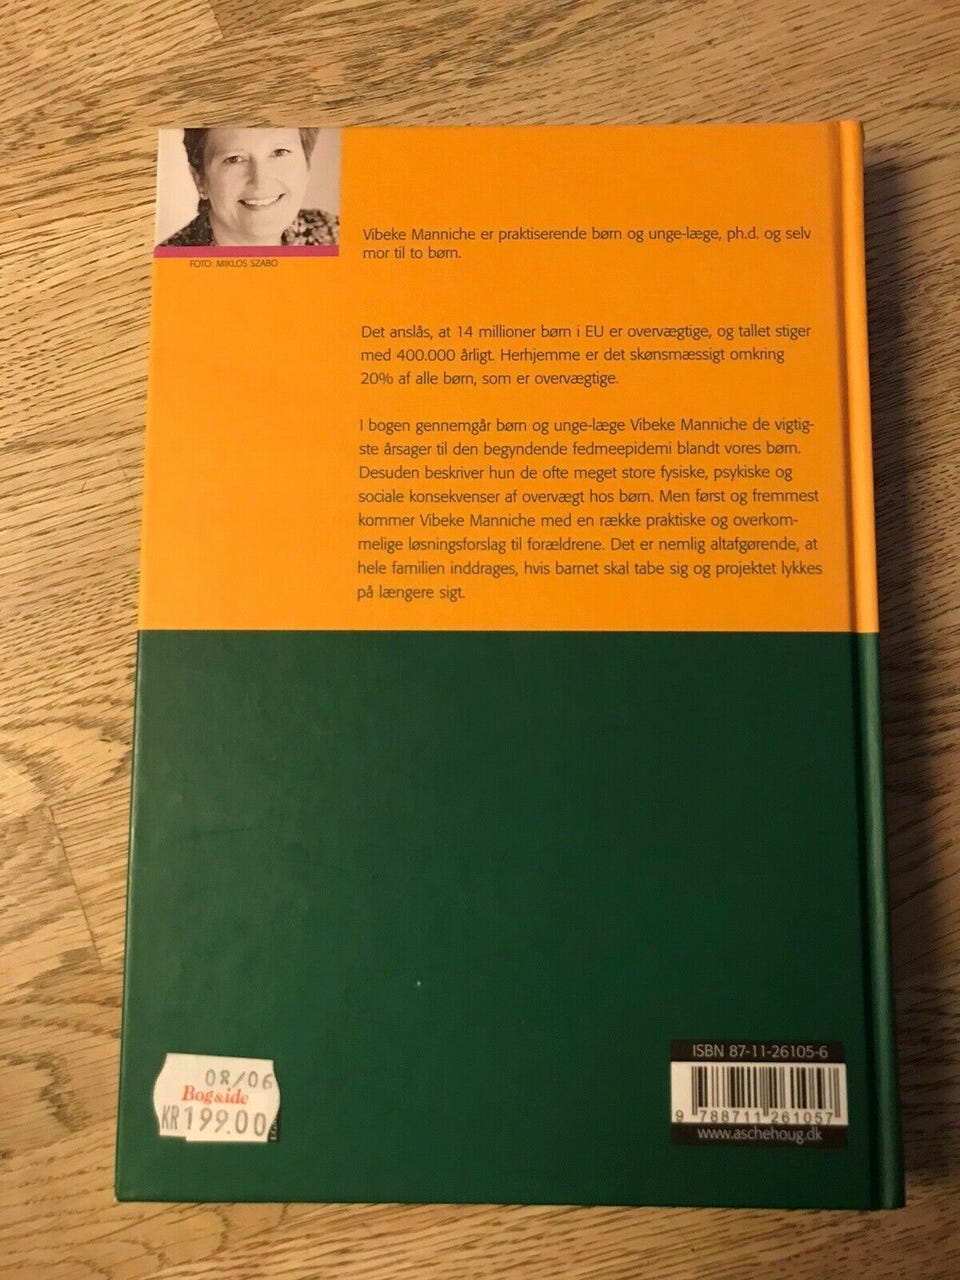 FOTO: MIKLOS SZABO
Vibeke Manniche er praktiserende børn og unge-læge, ph.d. og selv
mor til to børn.
Det anslås, at 14 millioner børn i EU er overvægtige, og tallet stiger
med 400.000 årligt. Herhjemme er det skønsmæssigt omkring
20% af alle børn, som er overvægtige.
I bogen gennemgår børn og unge-læge Vibeke Manniche de vigtig-
ste årsager til den begyndende fedmeepidemi blandt vores børn.
Desuden beskriver hun de ofte meget store fysiske, psykiske og
sociale konsekvenser af overvægt hos børn. Men først og fremmest
kommer Vibeke Manniche med en række praktiske og overkom-
melige løsningsforslag til forældrene. Det er nemlig altafgørende, at
hele familien inddrages, hvis barnet skal tabe sig og projektet lykkes
på længere sigt.
08/06
Bog&ide
KR 199.00
ISBN 87-11-26105-6
9 788711 261057
www.aschehoug.dk